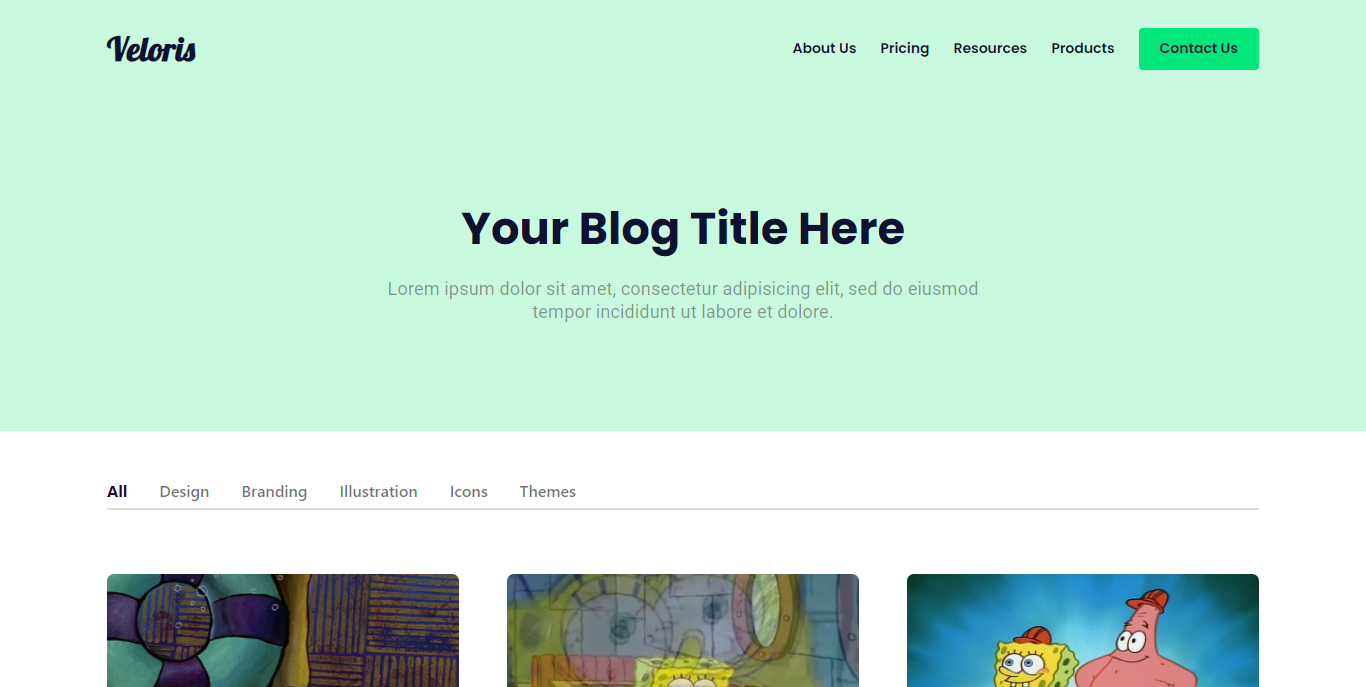 Veloris
About Us Pricing Resources Products Contact Us
Your Blog Title Here
Lorem ipsum dolor sit amet, consectetur adipisicing elit, sed do eiusmod
tempor incididunt ut labore et dolore.
All Design Branding Illustration Icons Themes